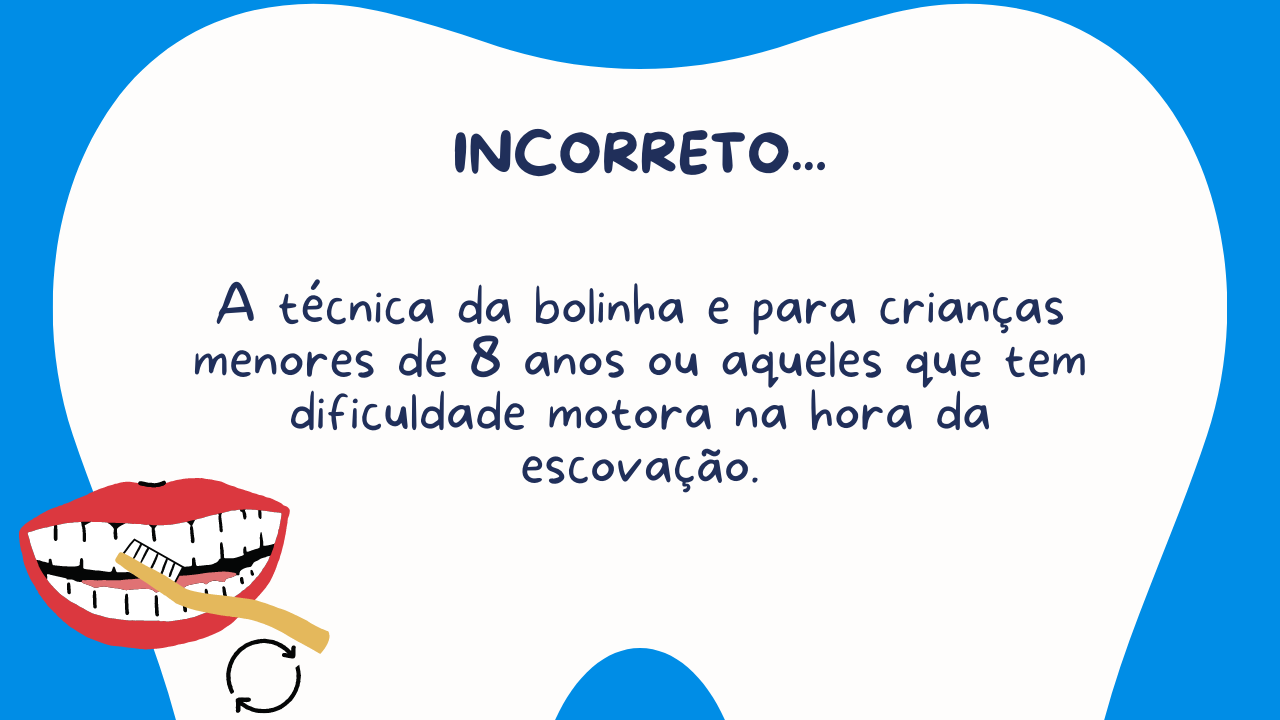 INCORRETO...
A técnica da bolinha e para crianças
menores de 8 anos ou aqueles que tem
dificuldade motora na hora da
escovação.